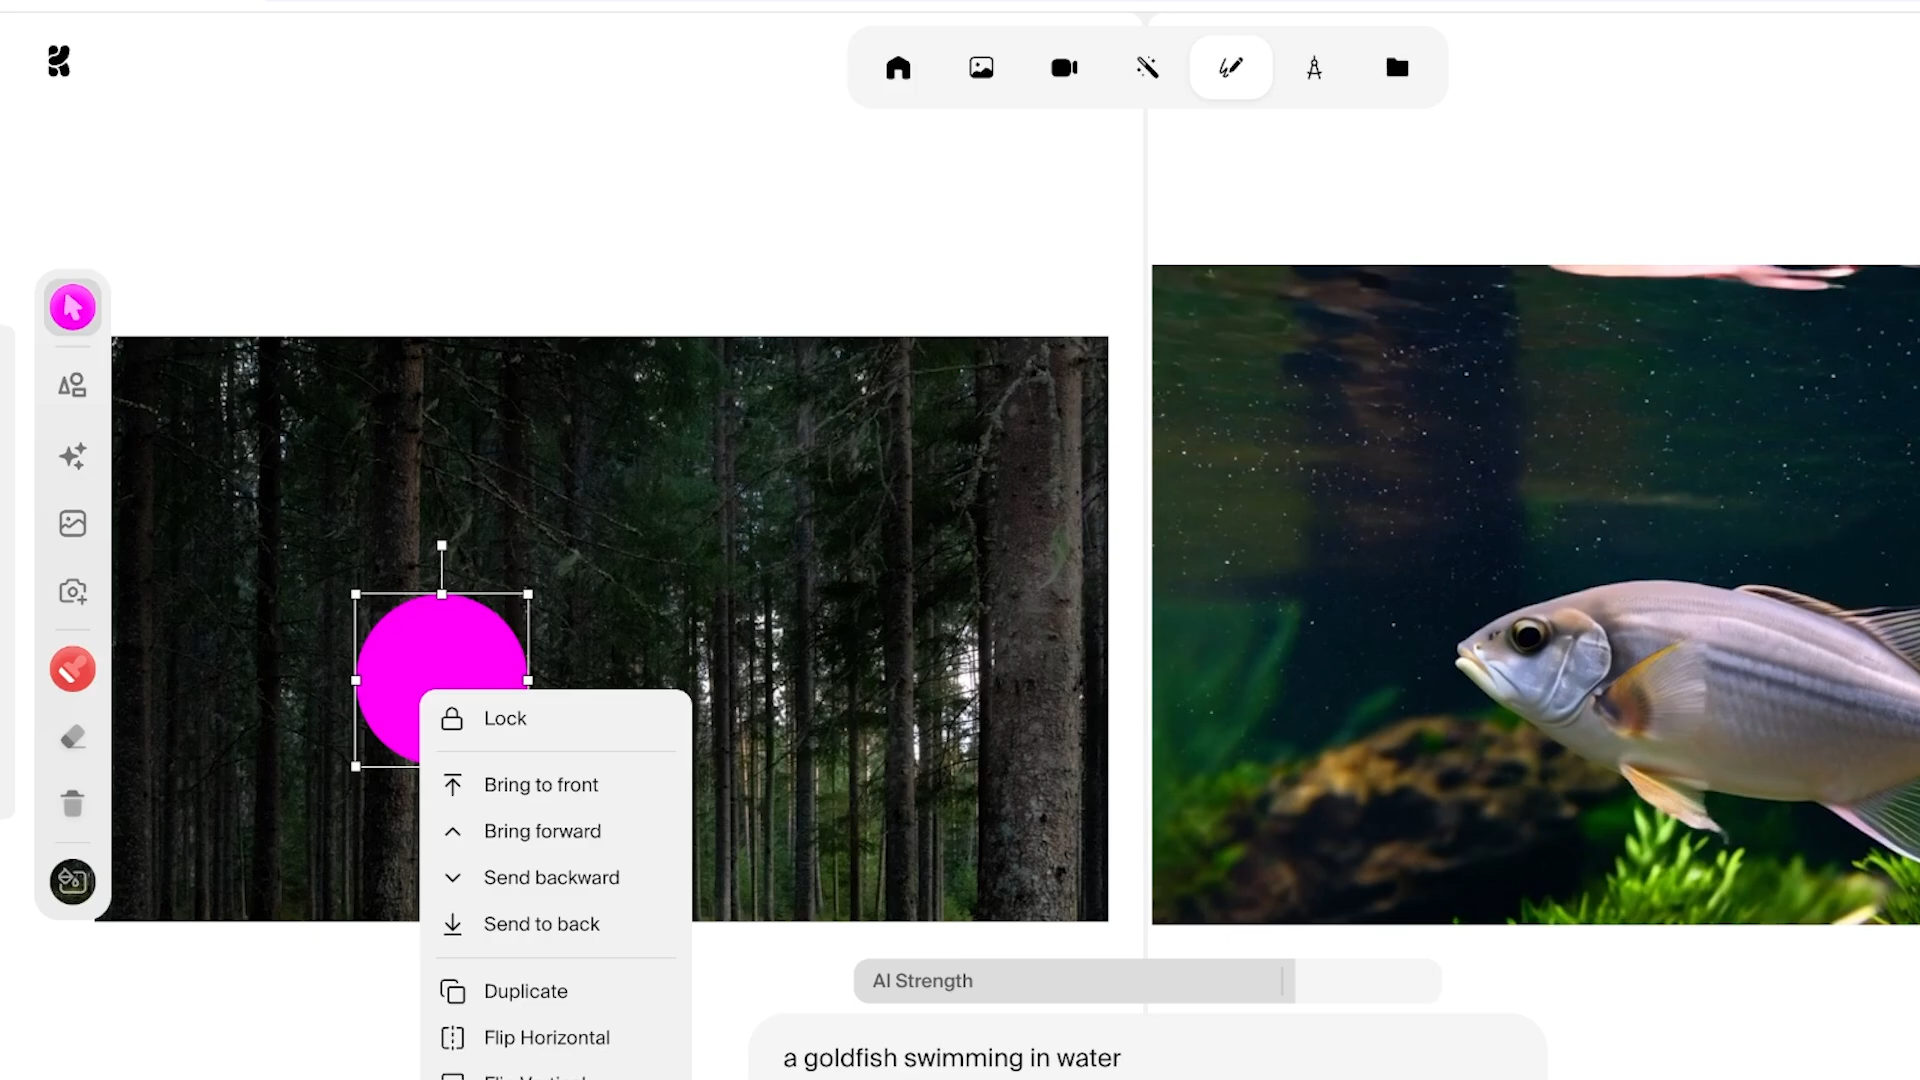 Lock
Bring to front
Bring forward
Send backward
Send to back
Duplicate
Flip Horizontal
AI Strength
a goldfish swimming in water